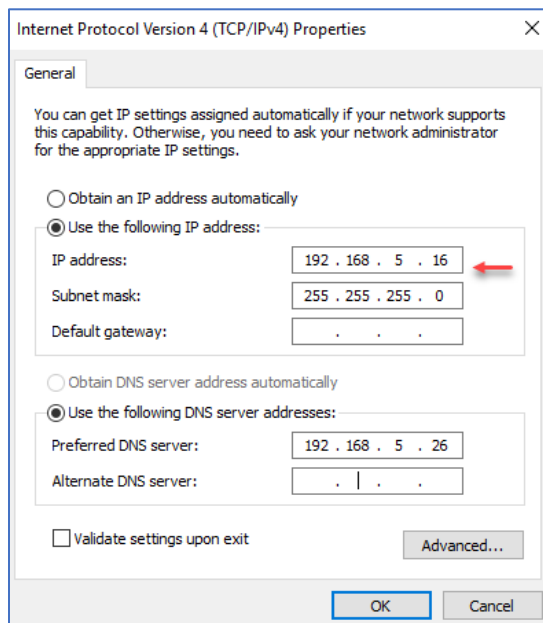 Internet Protocol Version 4 (TCP/IPv4) Properties
General
You can get IP settings assigned automatically if your network supports
this capability. Otherwise, you need to ask your network administrator
for the appropriate IP settings.
Obtain an IP address automatically
Use the following IP address:
IP address: 192 . 168 . 5 . 16
Subnet mask: 255 . 255 . 255 . 0
Default gateway: . . .
Obtain DNS server address automatically
Use the following DNS server addresses:
Preferred DNS server: 192 . 168 . 5 . 26
Alternate DNS server: . . .
Validate settings upon exit
Advanced...
OK Cancel